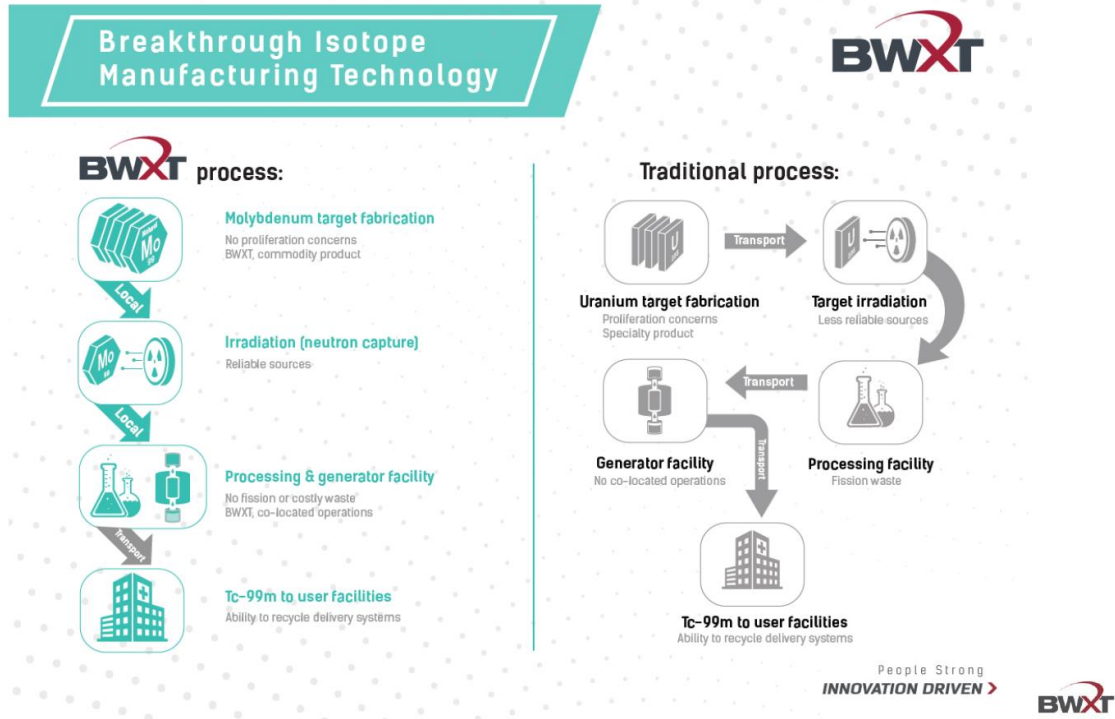 Breakthrough Isotope
Manufacturing Technology
BWXT
BWXT process:
Mo
Molybdenum target fabrication
No proliferation concerns
BWXT, commodity product
Local
Mo
Irradiation (neutron capture)
Reliable sources
Local
Processing & generator facility
No fission or costly waste
BWXT, co-located operations
Transport
Tc-99m to user facilities
Ability to recycle delivery systems
Traditional process:
U
Transport
U
Uranium target fabrication
Proliferation concerns
Specialty product
Target irradiation
Less reliable sources
Transport
Generator facility
No co-located operations
Processing facility
Fission waste
Transport
Tc-99m to user facilities
Ability to recycle delivery systems
People Strong
INNOVATION DRIVEN
BWXT